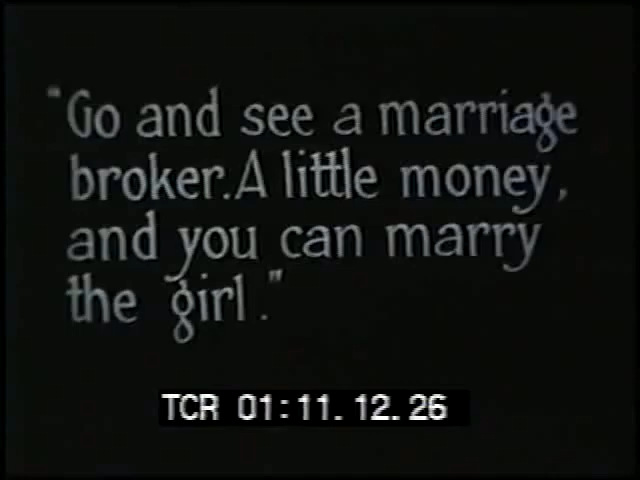 "Go and see a marriage
broker. A little money,
and you can marry
the girl."
TCR 01:11.12.26